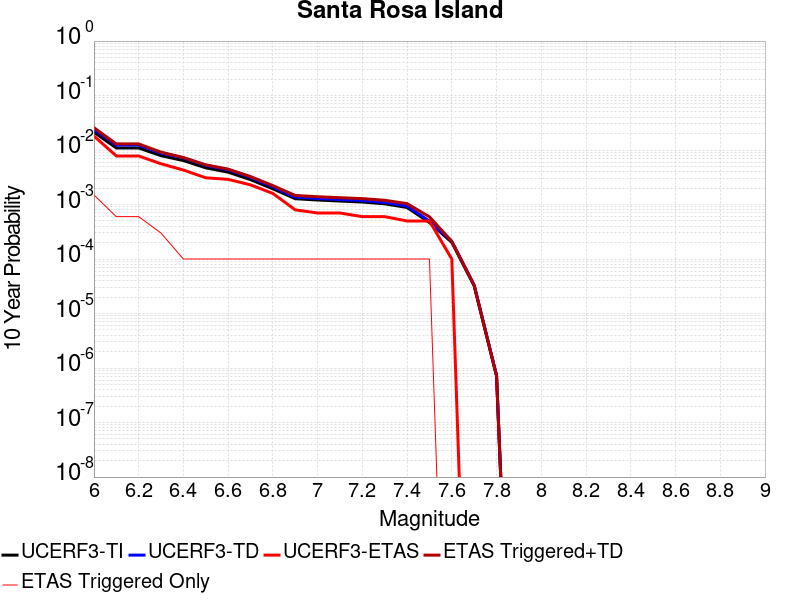 Santa Rosa Island
10^0
10^-1
10^-2
10^-3
10^-4
10^-5
10^-6
10^-7
10^-8
10 Year Probability
6 6.2 6.4 6.6 6.8 7 7.2 7.4 7.6 7.8 8 8.2 8.4 8.6 8.8 9
Magnitude
UCERF3-TI UCERF3-TD UCERF3-ETAS ETAS Triggered+TD
ETAS Triggered Only